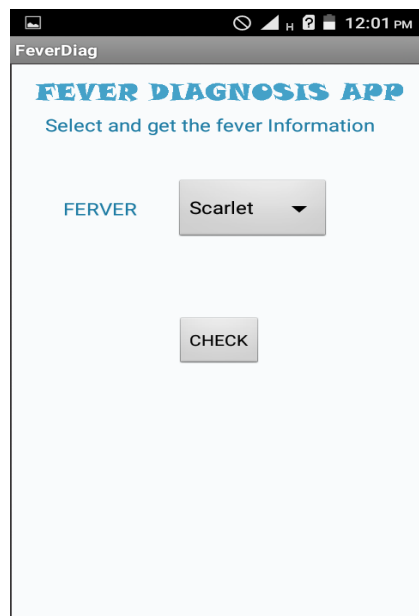 H 12:01 PM
FeverDiag
FEVER DIAGNOSIS APP
Select and get the fever Information
FERVER Scarlet
CHECK